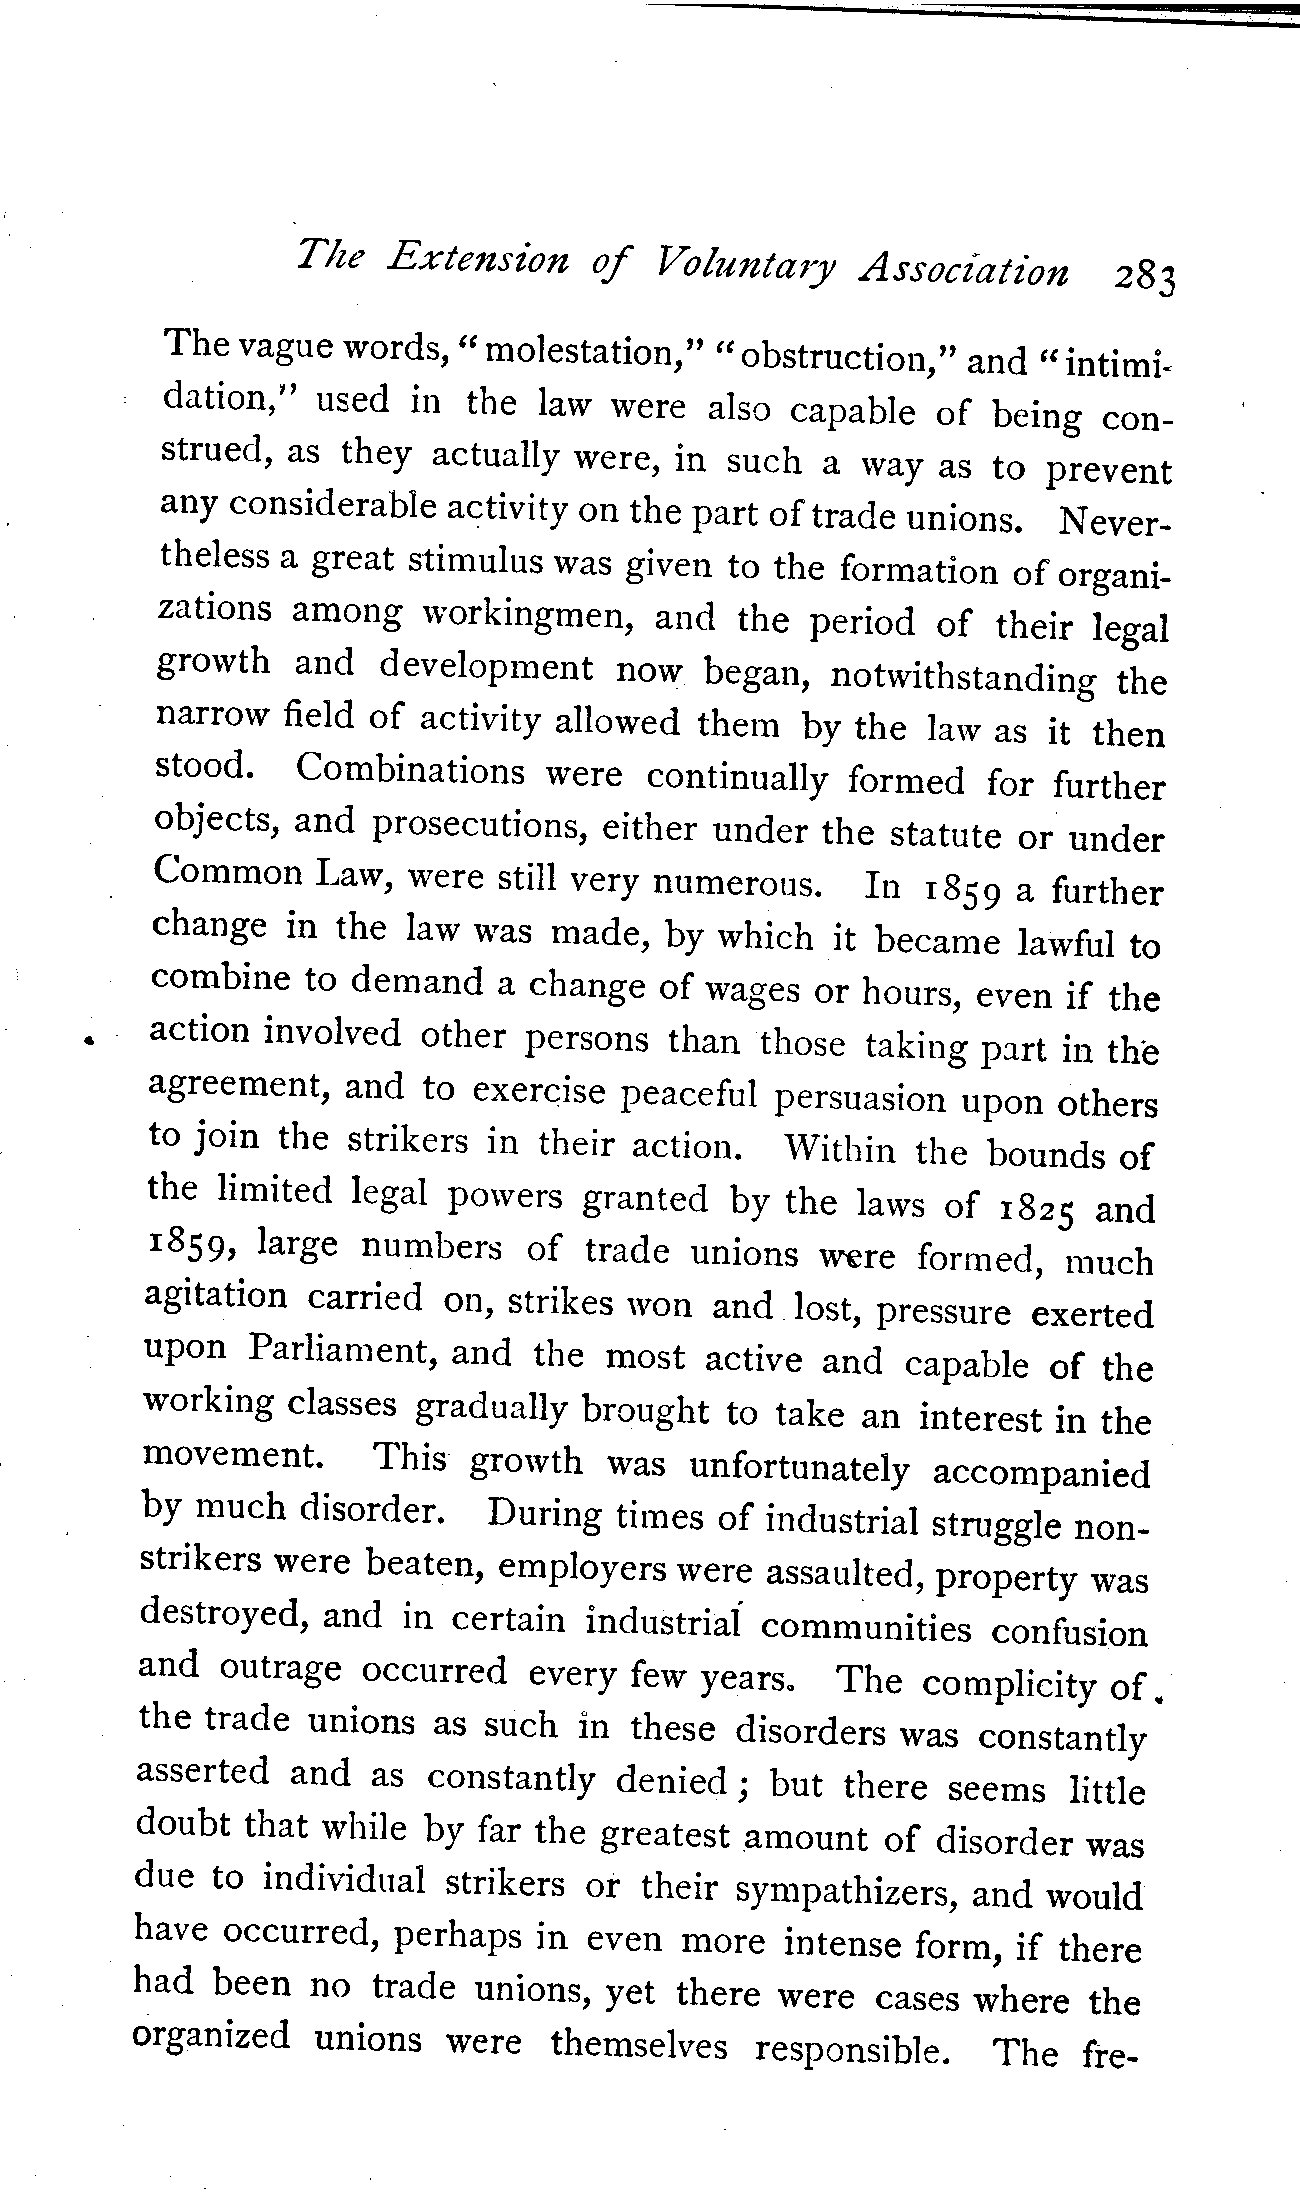 The Extension of Voluntary Association 283
The vague words, "molestation," "obstruction," and "intimi-
dation," used in the law were also capable of being con-
strued, as they actually were, in such a way as to prevent
any considerable activity on the part of trade unions. Never-
theless a great stimulus was given to the formation of organi-
zations among workingmen, and the period of their legal
growth and development now began, notwithstanding the
narrow field of activity allowed them by the law as it then
stood. Combinations were continually formed for further
objects, and prosecutions, either under the statute or under
Common Law, were still very numerous. In 1859 a further
change in the law was made, by which it became lawful to
combine to demand a change of wages or hours, even if the
action involved other persons than those taking part in the
agreement, and to exercise peaceful persuasion upon others
to join the strikers in their action. Within the bounds of
the limited legal powers granted by the laws of 1825 and
1859, large numbers of trade unions were formed, much
agitation carried on, strikes won and lost, pressure exerted
upon Parliament, and the most active and capable of the
working classes gradually brought to take an interest in the
movement. This growth was unfortunately accompanied
by much disorder. During times of industrial struggle non-
strikers were beaten, employers were assaulted, property was
destroyed, and in certain industrial communities confusion
and outrage occurred every few years. The complicity of
the trade unions as such in these disorders was constantly
asserted and as constantly denied; but there seems little
doubt that while by far the greatest amount of disorder was
due to individual strikers or their sympathizers, and would
have occurred, perhaps in even more intense form, if there
had been no trade unions, yet there were cases where the
organized unions were themselves responsible. The fre-